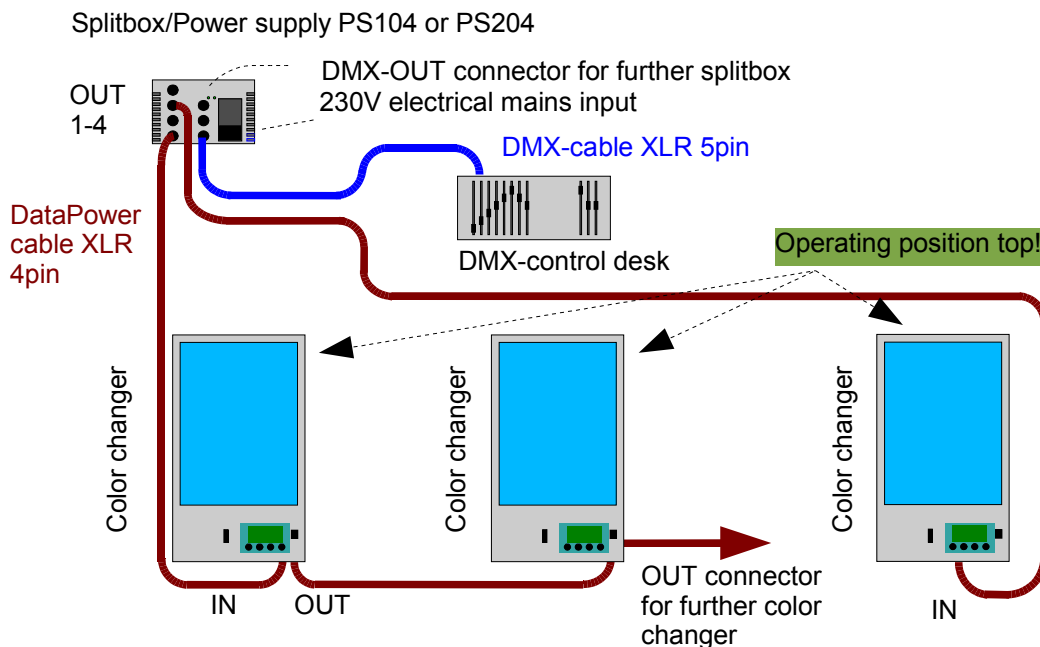 Splitbox/Power supply PS104 or PS204
OUT
1-4
DMX-OUT connector for further splitbox
230V electrical mains input
DMX-cable XLR 5pin
DataPower
cable XLR
4pin
DMX-control desk
Operating position top!
Color changer
Color changer
Color changer
IN
OUT
OUT connector
for further color
changer
IN